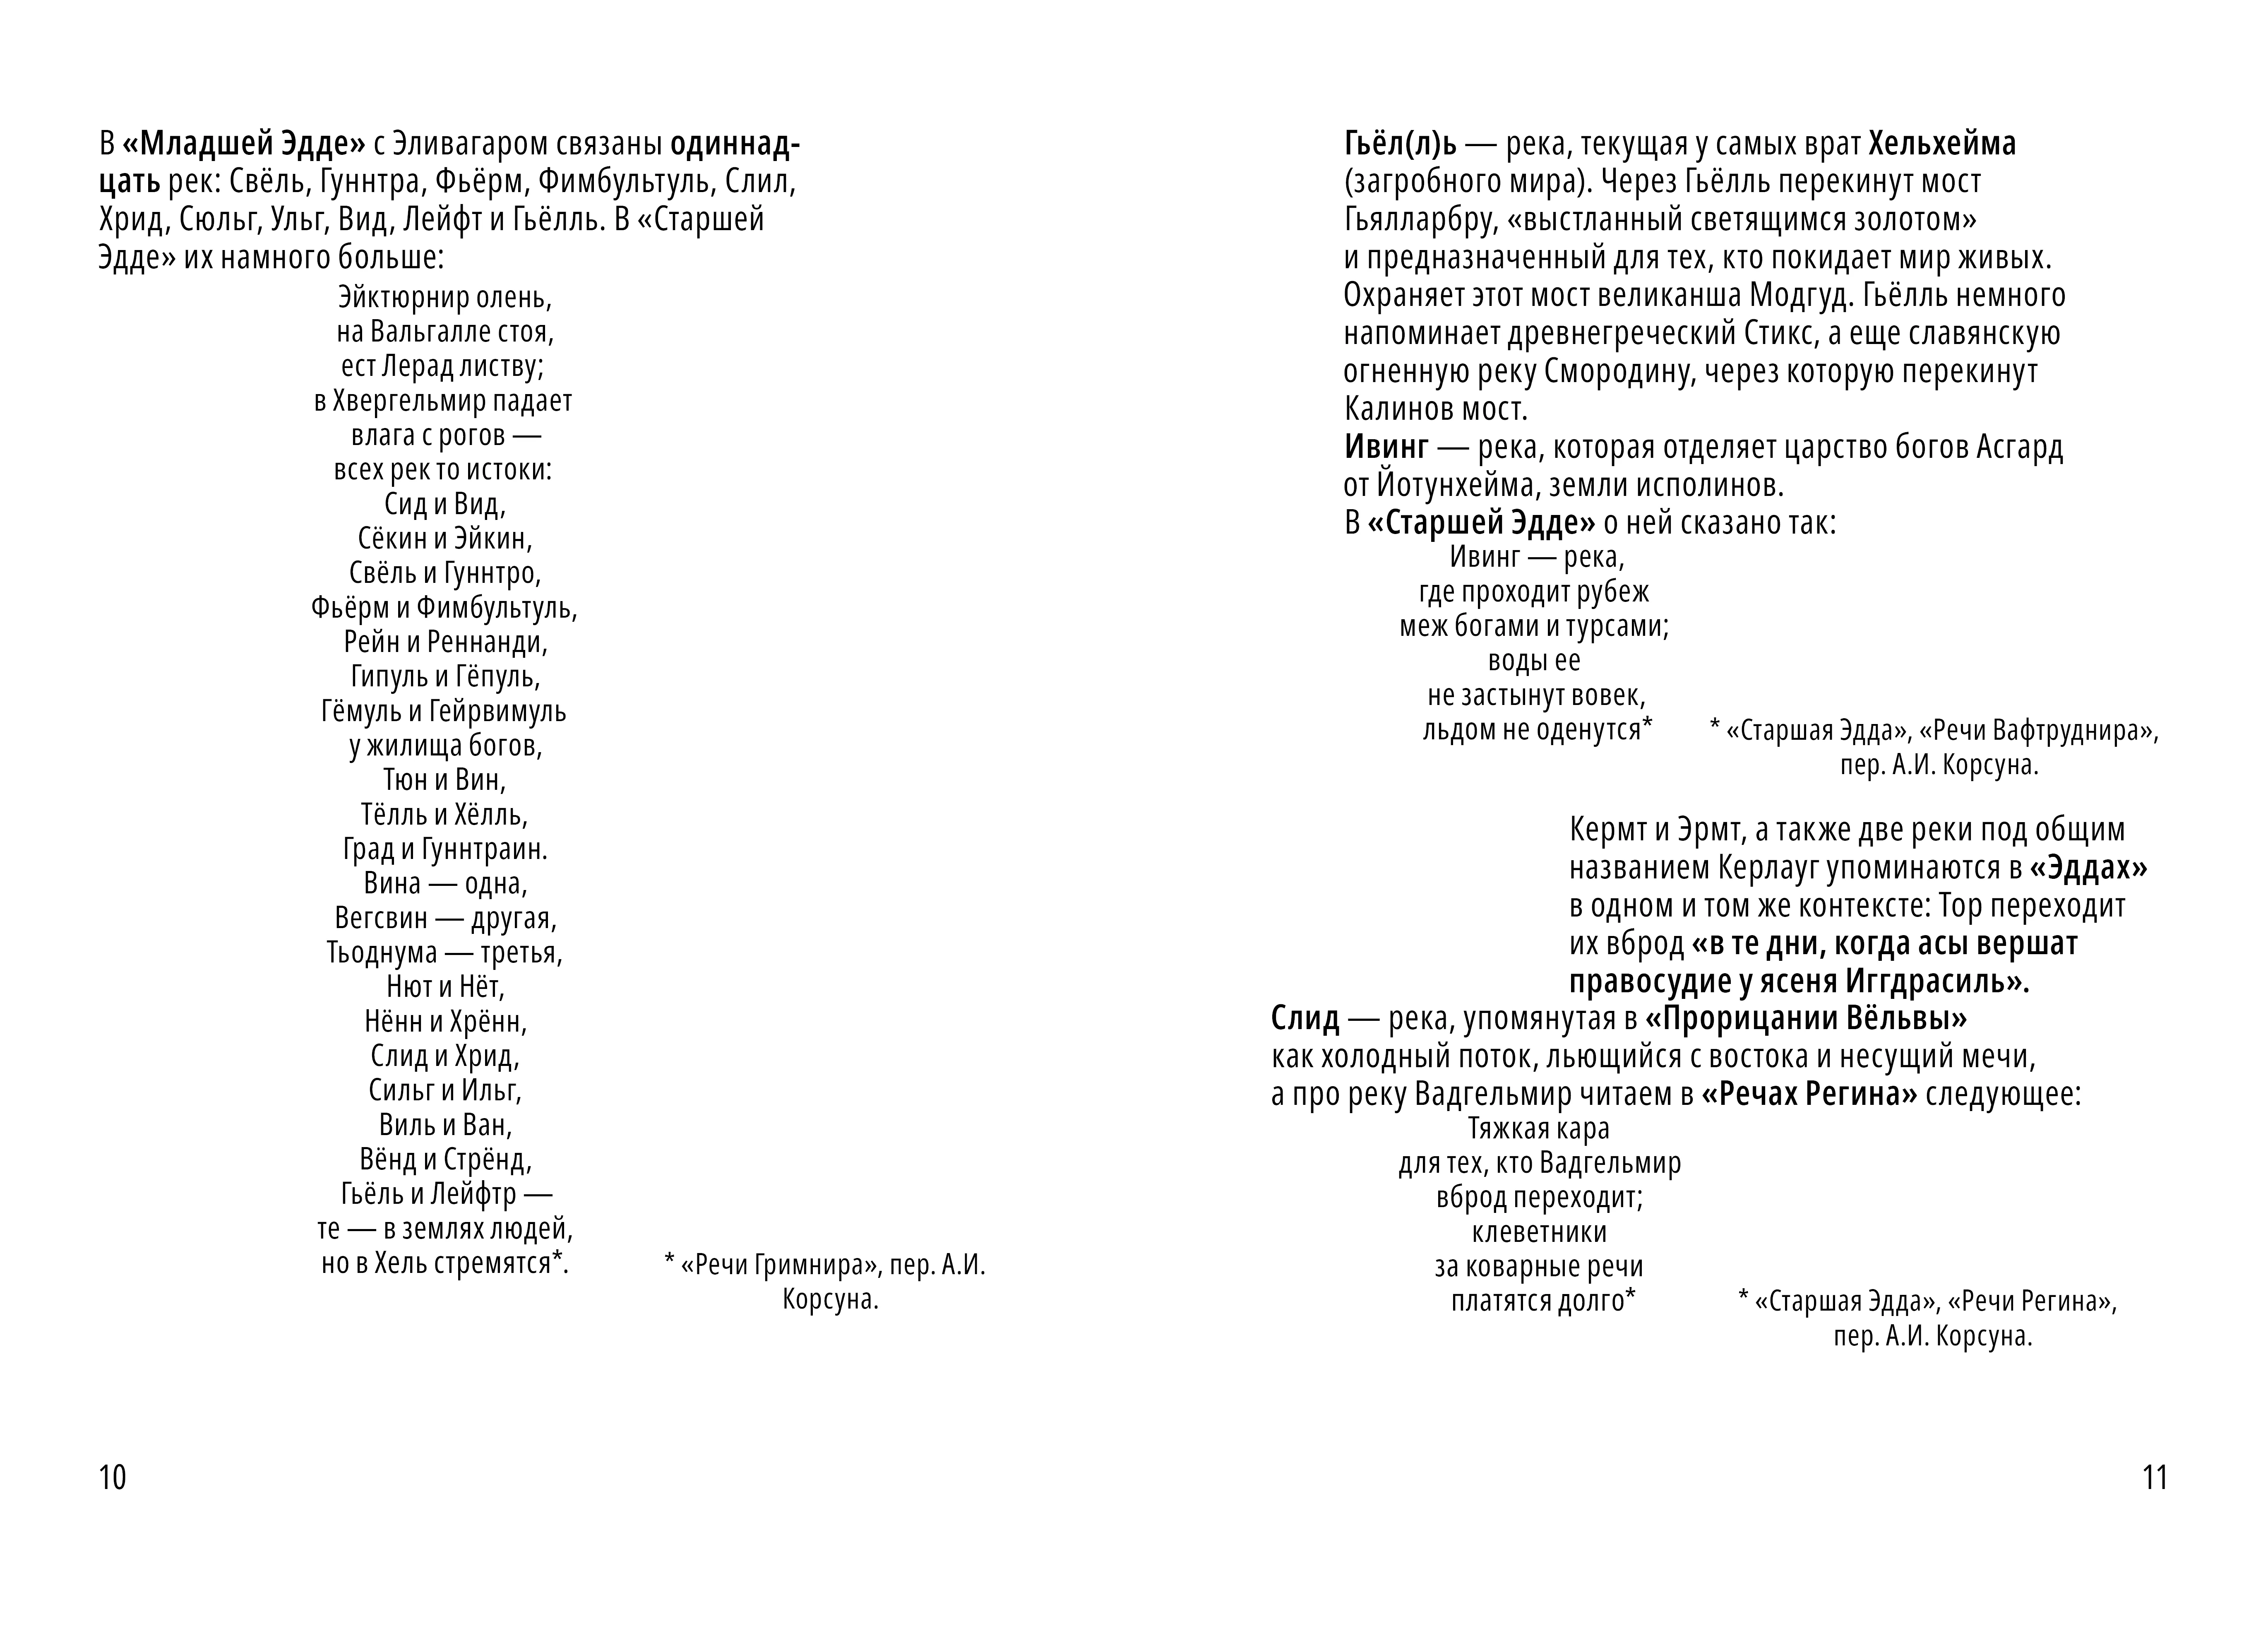 В «Младшей Эдде» с Эливагаром связаны одиннад-
цать рек: Свёль, Гуннтра, Фьёрм, Фимбультуль, Слил,
Хрид, Сюльг, Ульг, Вид, Лейфт и Гьёлль. В «Старшей
Эдде» их намного больше:
Эйктюрнир олень,
на Вальгалле стоя,
ест Лерад листву;
в Хвергельмир падает
влага с рогов —
всех рек то истоки:
Сид и Вид,
Сёкин и Эйкин,
Свёль и Гуннтро,
Фьёрм и Фимбультуль,
Рейн и Реннанди,
Гипуль и Гёпуль,
Гёмуль и Гейрвимуль
у жилища богов,
Тюн и Вин,
Тёлль и Хёлль,
Град и Гуннтраин.
Вина — одна,
Вегсвин — другая,
Тьоднума — третья,
Нют и Нёт,
Нённ и Хрённ,
Слид и Хрид,
Сильг и Ильг,
Виль и Ван,
Вёнд и Стрёнд,
Гьёль и Лейфтр —
те — в землях людей,
но в Хель стремятся*.
* «Речи Гримнира», пер. А.И.
Корсуна.
10
Гьёл(л)ь — река, текущая у самых врат Хельхейма
(загробного мира). Через Гьёлль перекинут мост
Гьялларбру, «выстланный светящимся золотом»
и предназначенный для тех, кто покидает мир живых.
Охраняет этот мост великанша Модгуд. Гьёлль немного
напоминает древнегреческий Стикс, а еще славянскую
огненную реку Смородину, через которую перекинут
Калинов мост.
Ивинг — река, которая отделяет царство богов Асгард
от Йотунхейма, земли исполинов.
В «Старшей Эдде» о ней сказано так:
Ивинг — река,
где проходит рубеж
меж богами и турсами;
воды ее
не застынут вовек,
льдом не оденутся*
* «Старшая Эдда», «Речи Вафтруднира»,
пер. А.И. Корсуна.
Кермт и Эрмт, а также две реки под общим
названием Керлауг упоминаются в «Эддах»
в одном и том же контексте: Тор переходит
их вброд «в те дни, когда асы вершат
правосудие у ясеня Иггдрасиль».
Слид — река, упомянутая в «Прорицании Вёльвы»
как холодный поток, льющийся с востока и несущий мечи,
а про реку Вадгельмир читаем в «Речах Регина» следующее:
Тяжкая кара
для тех, кто Вадгельмир
вброд переходит;
клеветники
за коварные речи
платятся долго*
* «Старшая Эдда», «Речи Регина»,
пер. А.И. Корсуна.
11